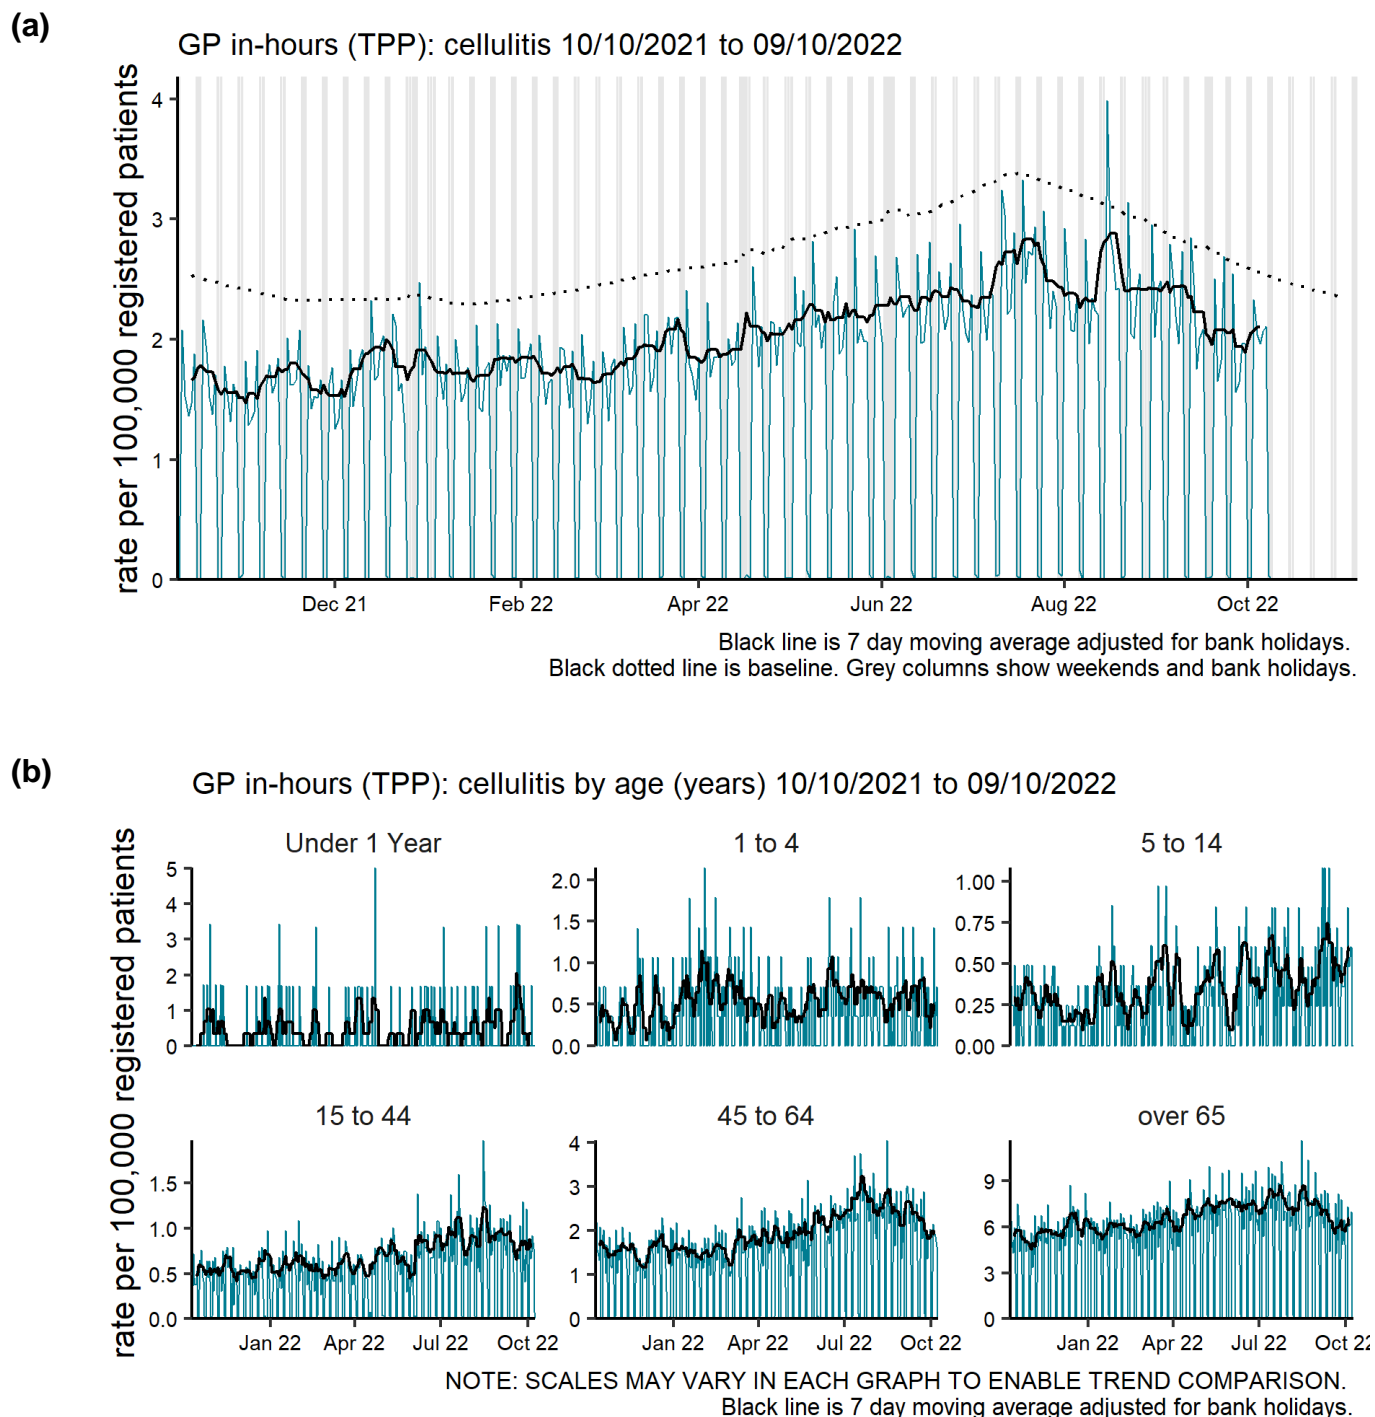 (a)
GP in-hours (TPP): cellulitis 10/10/2021 to 09/10/2022
rate per 100,000 registered patients
4
3
2
1
0
Dec 21 Feb 22 Apr 22 Jun 22 Aug 22 Oct 22
Black line is 7 day moving average adjusted for bank holidays.
Black dotted line is baseline. Grey columns show weekends and bank holidays.
(b)
GP in-hours (TPP): cellulitis by age (years) 10/10/2021 to 09/10/2022
rate per 100,000 registered patients
Under 1 Year
5
4
3
2
1
0
1 to 4
2.0
1.5
1.0
0.5
0.0
5 to 14
1.00
0.75
0.50
0.25
0.00
15 to 44
1.5
1.0
0.5
0.0
Jan 22 Apr 22 Jul 22 Oct 22
45 to 64
4
3
2
1
0
Jan 22 Apr 22 Jul 22 Oct 22
over 65
9
6
3
0
Jan 22 Apr 22 Jul 22 Oct 22
NOTE: SCALES MAY VARY IN EACH GRAPH TO ENABLE TREND COMPARISON.
Black line is 7 day moving average adjusted for bank holidays.